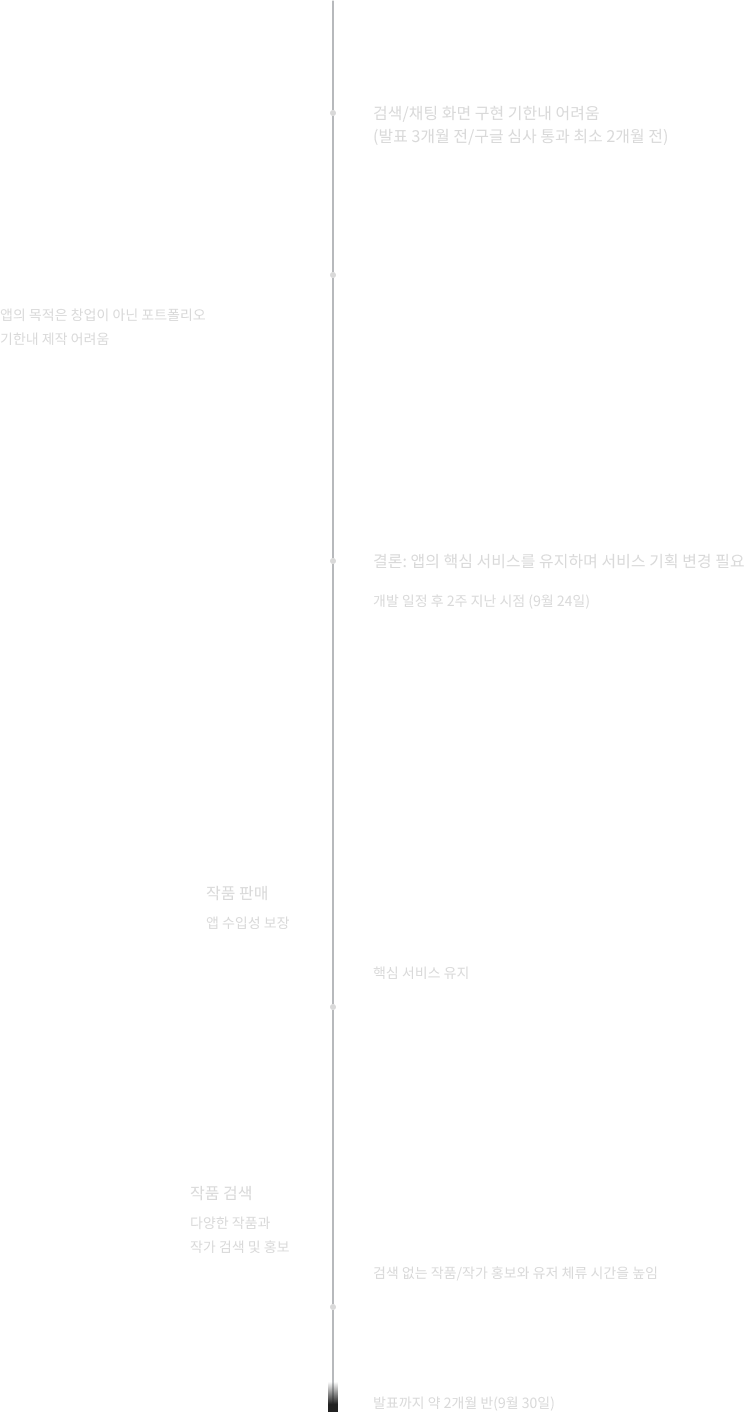 검색/채팅 화면 구현 기한내 어려움
(발표 3개월 전/구글 심사 통과 최소 2개월 전)
앱의 목적은 창업이 아닌 포트폴리오
기한내 제작 어려움
결론: 앱의 핵심 서비스를 유지하며 서비스 기획 변경 필요
개발 일정 후 2주 지난 시점 (9월 24일)
작품 판매
앱 수입성 보장
핵심 서비스 유지
작품 검색
다양한 작품과
작가 검색 및 홍보
검색 없는 작품/작가 홍보와 유저 체류 시간을 높임
발표까지 약 2개월 반(9월 30일)